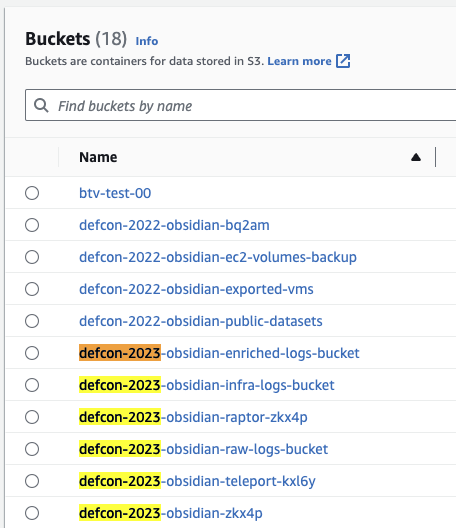 Buckets (18) Info
Buckets are containers for data stored in S3. Learn more
Find buckets by name
Name
btv-test-00
defcon-2022-obsidian-bq2am
defcon-2022-obsidian-ec2-volumes-backup
defcon-2022-obsidian-exported-vms
defcon-2022-obsidian-public-datasets
defcon-2023-obsidian-enriched-logs-bucket
defcon-2023-obsidian-infra-logs-bucket
defcon-2023-obsidian-raptor-zkx4p
defcon-2023-obsidian-raw-logs-bucket
defcon-2023-obsidian-teleport-kxl6y
defcon-2023-obsidian-zkx4p